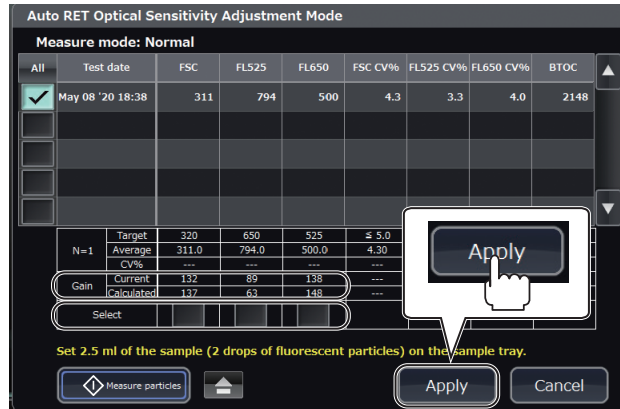 Auto RET Optical Sensitivity Adjustment Mode
Measure mode: Normal
All Test date FSC FL525 FL650 FSC CV% FL525 CV% FL650 CV% BTOC
May 08 '20 18:38 311 794 500 4.3 3.3 4.0 2148
Target 320 650 525 ≤ 5.0
N=1 Average 311.0 794.0 500.0 4.30
CV% --- --- --- ---
Gain Current 132 89 138 ---
Calculated 137 63 148 ---
Select
Apply
Set 2.5 ml of the sample (2 drops of fluorescent particles) on the sample tray.
Measure particles Apply Cancel